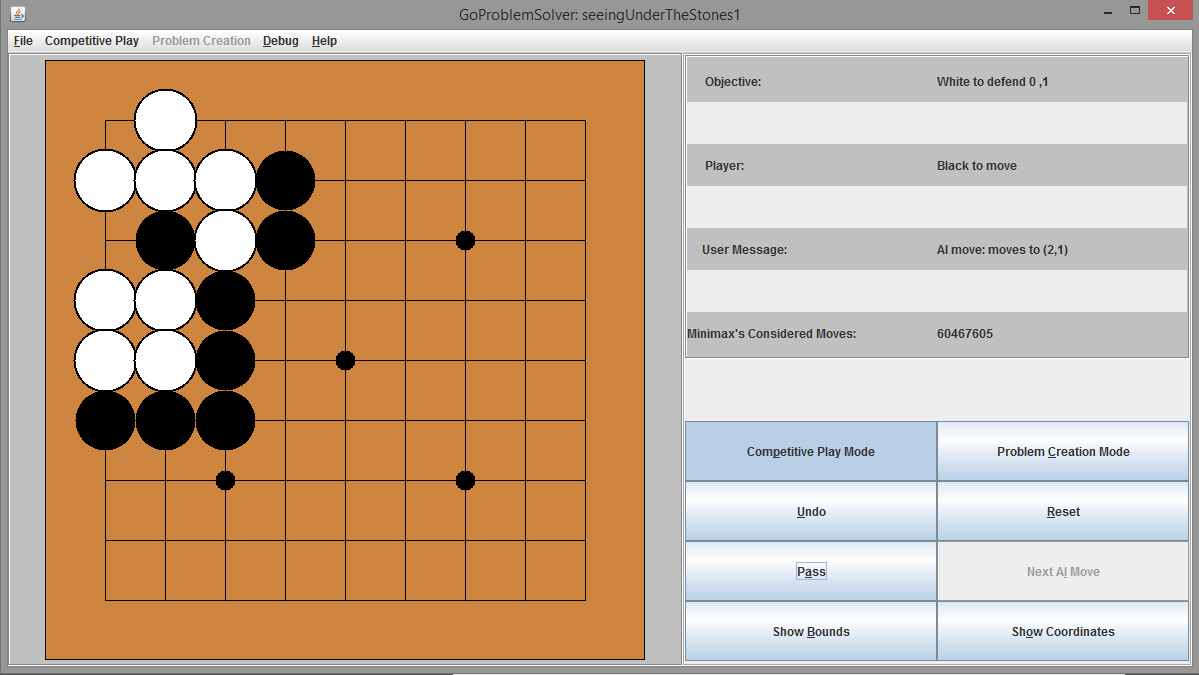 GoProblemSolver: seeingUnderTheStones1
File Competitive Play Problem Creation Debug Help
Objective: White to defend 0 ,1
Player: Black to move
User Message: AI move: moves to (2,1)
Minimax's Considered Moves: 60467605
Competitive Play Mode Problem Creation Mode
Undo Reset
Pass Next AI Move
Show Bounds Show Coordinates